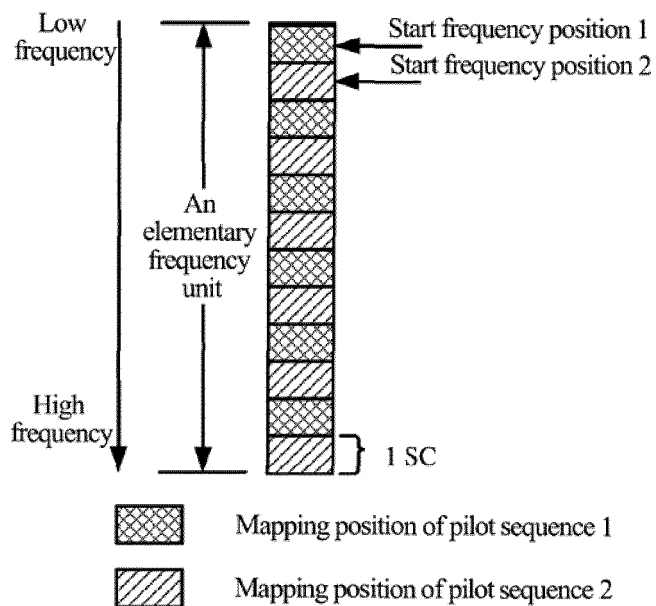 Low
frequency
Start frequency position 1
Start frequency position 2
An
elementary
frequency
unit
High
frequency
1 SC
Mapping position of pilot sequence 1
Mapping position of pilot sequence 2